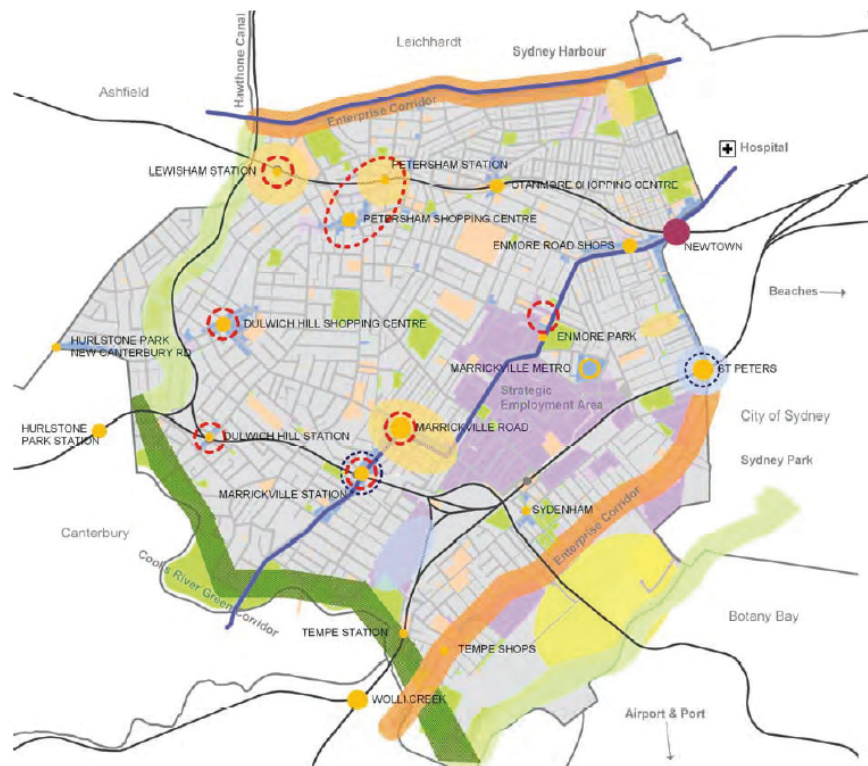 Leichhardt
Sydney Harbour
Hawthone Canal
Ashfield
Enterprise Corridor
Hospital
LEWISHAM STATION
PETERSHAM STATION
STANMORE SHOPPING CENTRE
PETERSHAM SHOPPING CENTRE
ENMORE ROAD SHOPS
NEWTOWN
Beaches
DULWICH HILL SHOPPING CENTRE
ENMORE PARK
HURLSTONE PARK
NEW CANTERBURY RD
MARRICKVILLE METRO
ST PETERS
Strategic
Employment Area
City of Sydney
HURLSTONE
PARK STATION
DULWICH HILL STATION
MARRICKVILLE ROAD
Sydney Park
MARRICKVILLE STATION
SYDENHAM
Canterbury
Enterprise Corridor
Cooks River Green Corridor
Botany Bay
TEMPE STATION
TEMPE SHOPS
WOLLI CREEK
Airport & Port